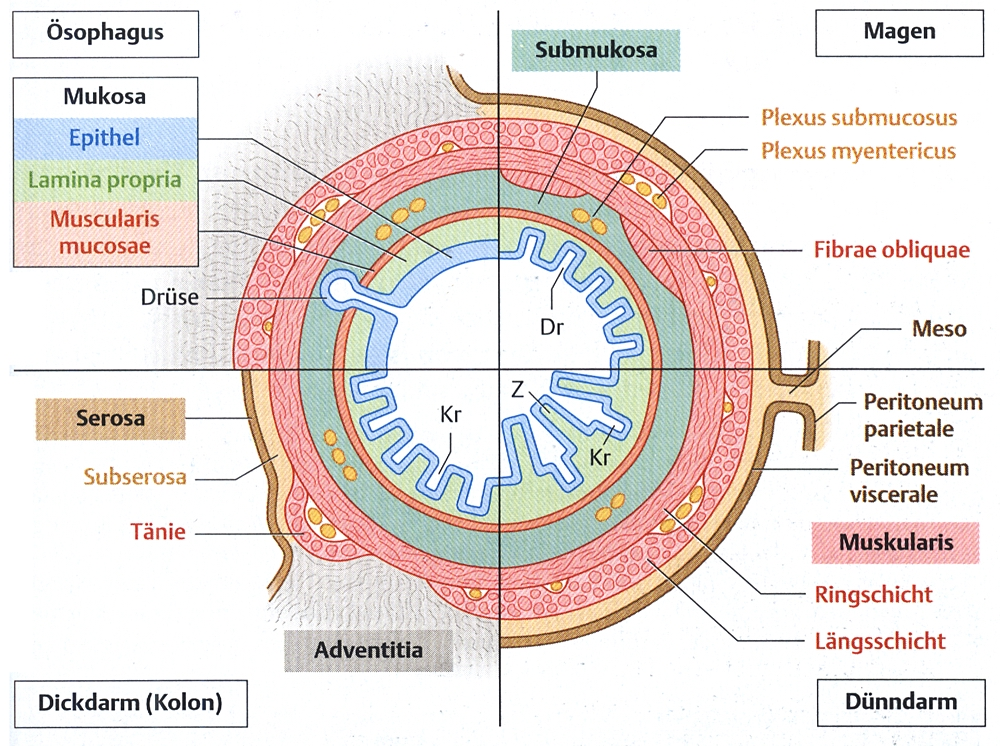 Ösophagus
Submukosa
Magen
Mukosa
Epithel
Lamina propria
Muscularis
mucosae
Plexus submucosus
Plexus myentericus
Fibrae obliquae
Drüse
Dr
Meso
Z
Kr
Kr
Serosa
Subserosa
Tänie
Peritoneum
parietale
Peritoneum
viscerale
Muskularis
Ringschicht
Längsschicht
Adventitia
Dickdarm (Kolon)
Dünndarm